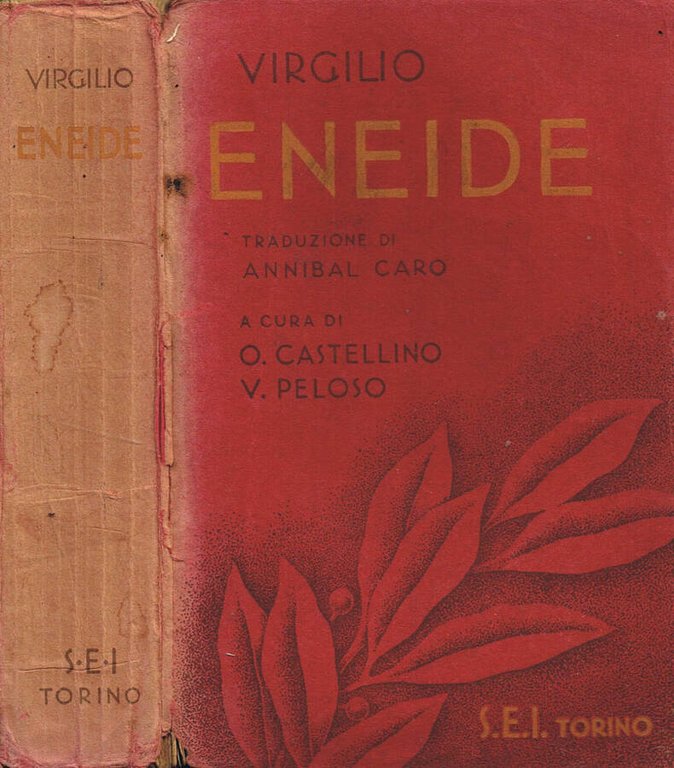 VIRGILIO
ENEIDE
S·E·I
TORINO
VIRGILIO
ENEIDE
TRADUZIONE DI
ANNIBAL CARO
A CURA DI
O. CASTELLINO
V. PELOSO
S.E.I. TORINO